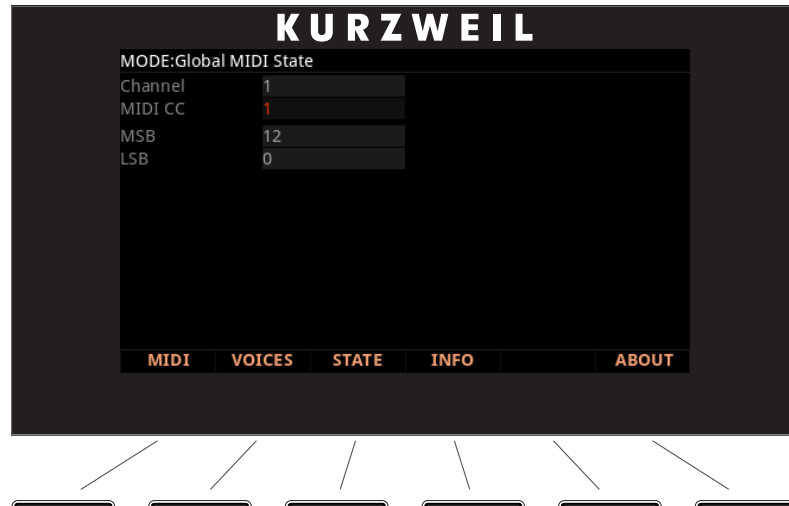 KURZWEIL
MODE:Global MIDI State
Channel 1
MIDI CC 1
MSB 12
LSB 0
MIDI VOICES STATE INFO ABOUT